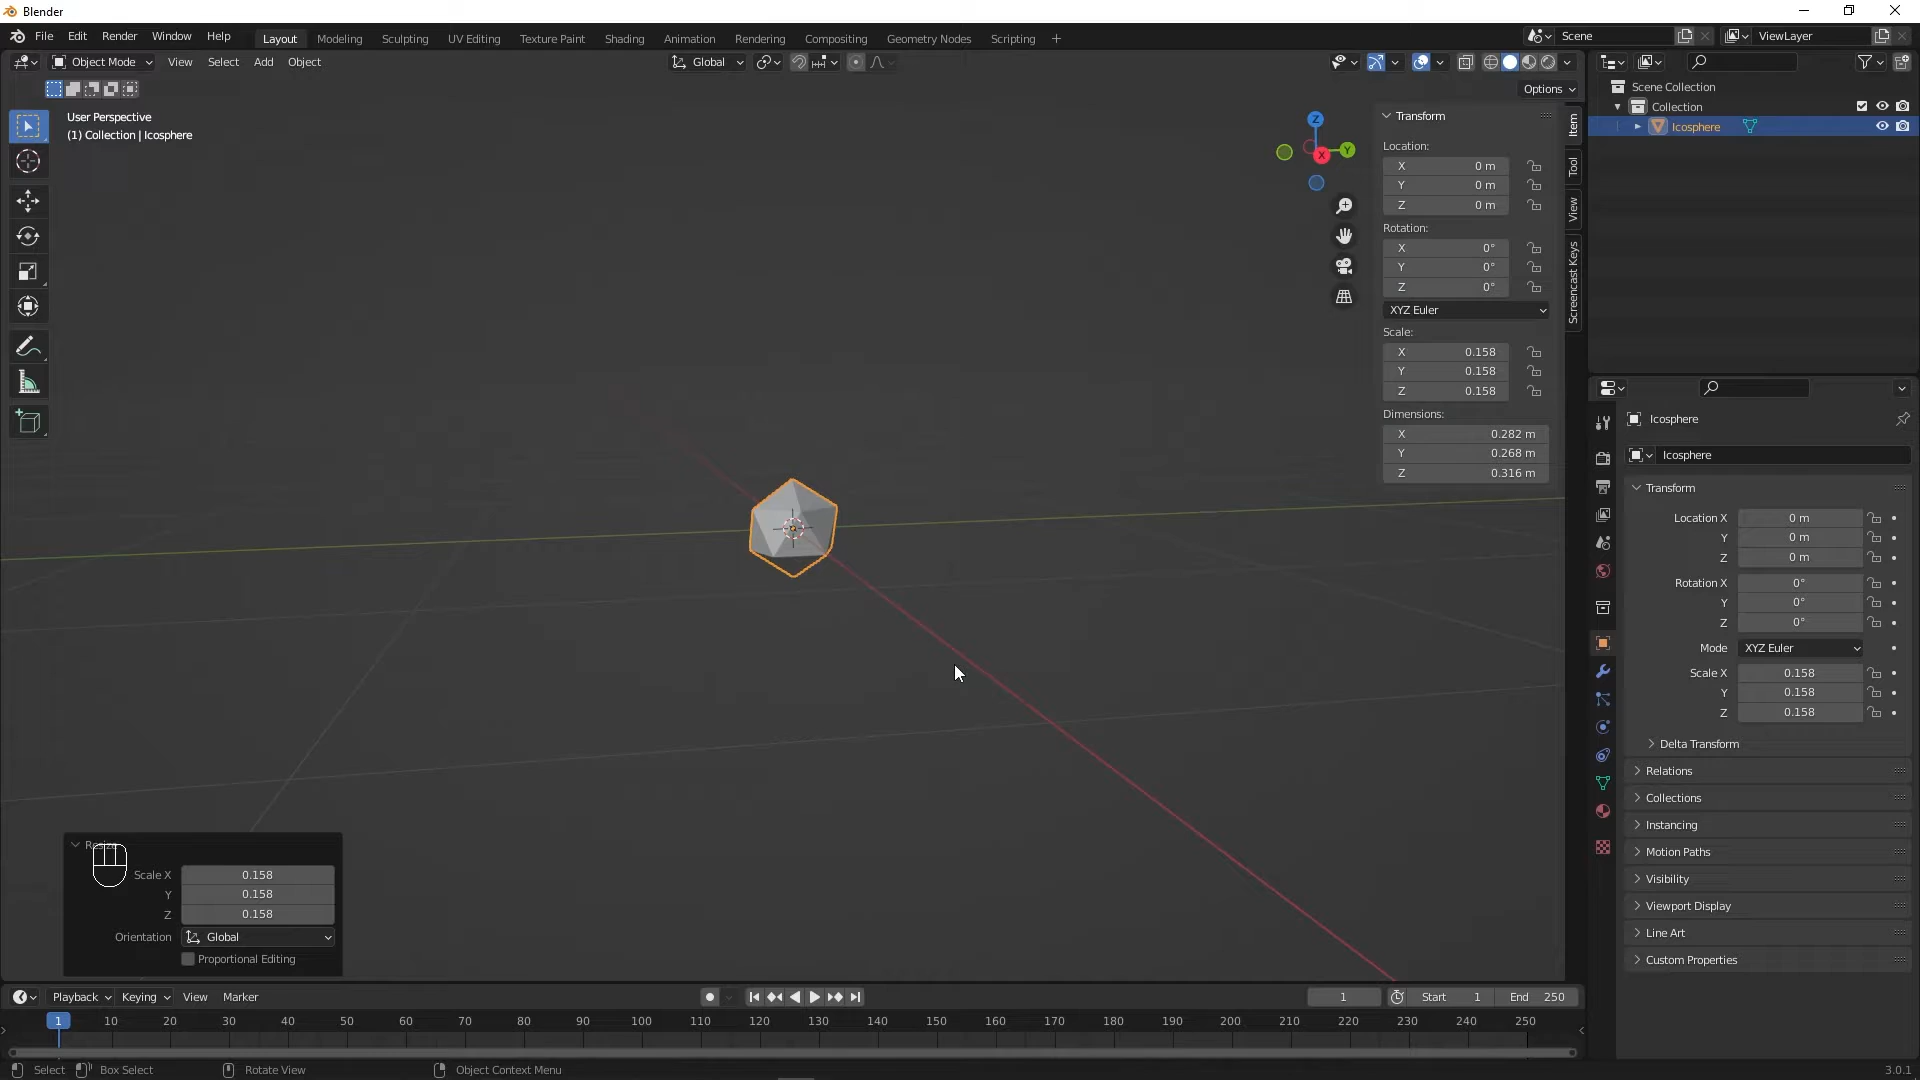 Blender
File Edit Render Window Help
Layout Modeling Sculpting UV Editing Texture Paint Shading Animation Rendering Compositing Geometry Nodes Scripting +
Scene
ViewLayer
Object Mode View Select Add Object
Global
Options
User Perspective
(1) Collection | Icosphere
Z
Y
X
Transform
Location:
X 0 m
Y 0 m
Z 0 m
Rotation:
X 0°
Y 0°
Z 0°
XYZ Euler
Scale:
X 0.158
Y 0.158
Z 0.158
Dimensions:
X 0.282 m
Y 0.268 m
Z 0.316 m
Item
Tool
View
Screencast Keys
Scene Collection
Collection
Icosphere
Icosphere
Icosphere
Transform
Location X 0 m
Y 0 m
Z 0 m
Rotation X 0°
Y 0°
Z 0°
Mode XYZ Euler
Scale X 0.158
Y 0.158
Z 0.158
Delta Transform
Relations
Collections
Instancing
Motion Paths
Visibility
Viewport Display
Line Art
Custom Properties
Scale X 0.158
Y 0.158
Z 0.158
Orientation Global
Proportional Editing
Playback Keying View Marker
1
Start 1
End 250
1 10 20 30 40 50 60 70 80 90 100 110 120 130 140 150 160 170 180 190 200 210 220 230 240 250
Select Box Select Rotate View Object Context Menu
3.0.1